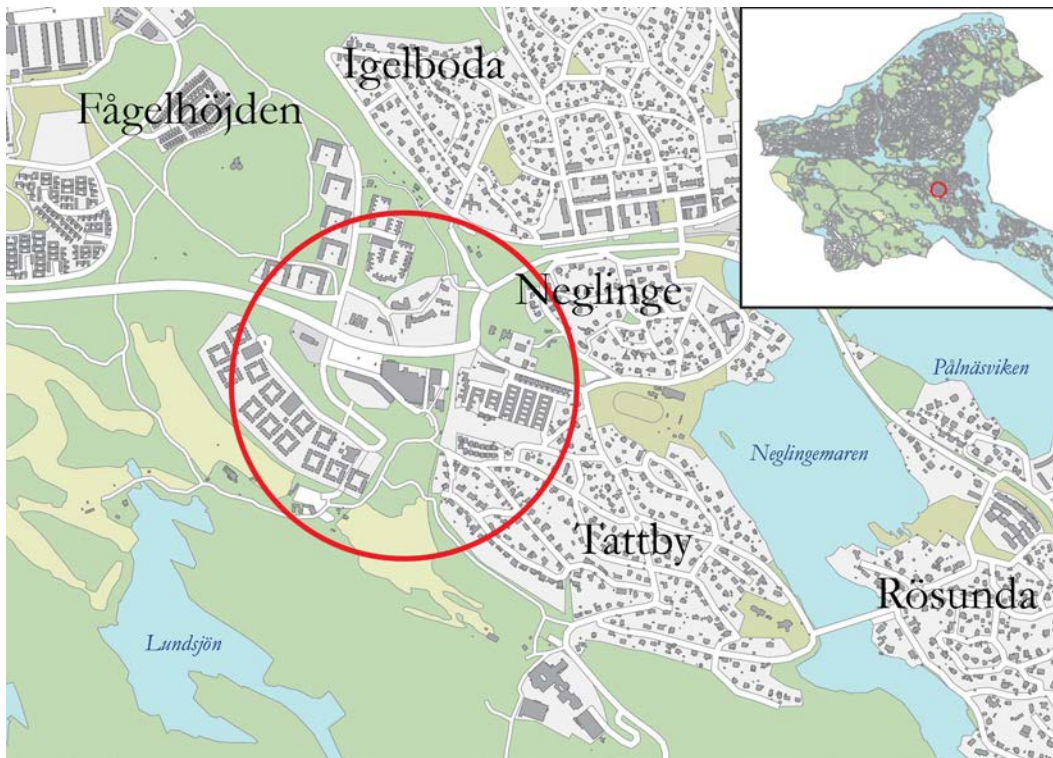 Igelboda
Fågelhöjden
Neglinge
Pålnäsviken
Neglingemaren
Tattby
Rösunda
Lundsjön